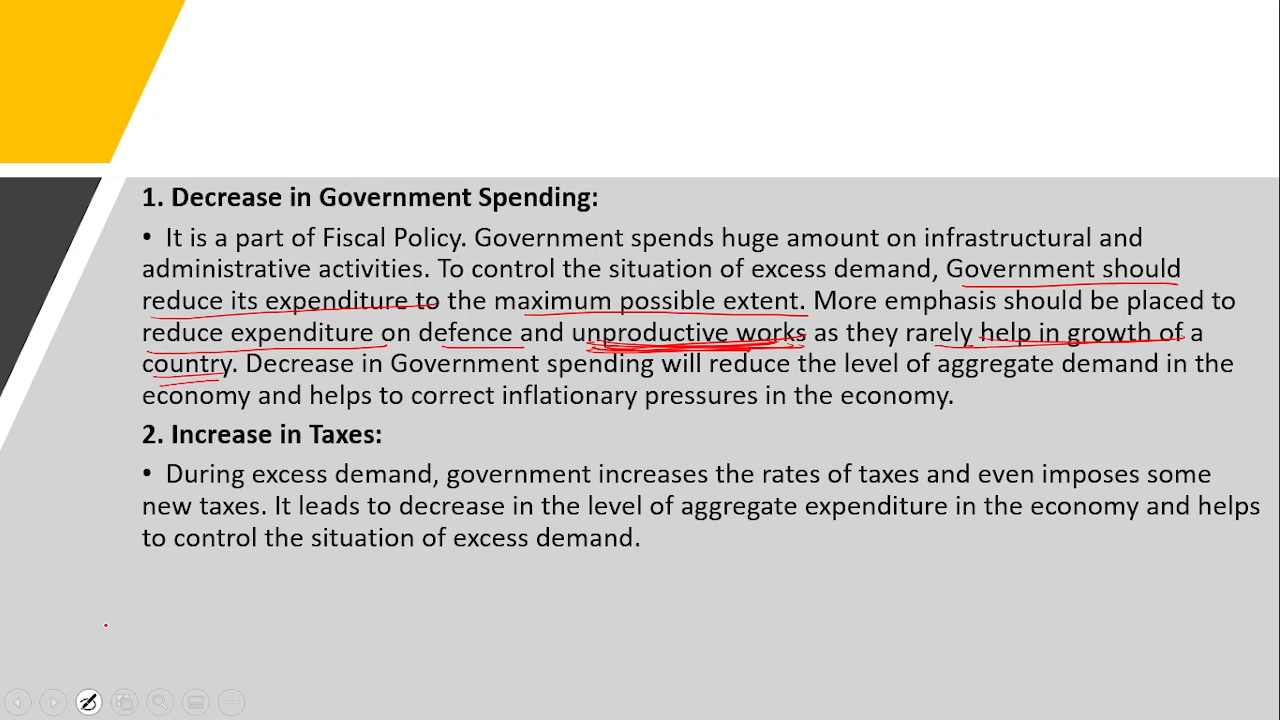 1. Decrease in Government Spending:
• It is a part of Fiscal Policy. Government spends huge amount on infrastructural and
administrative activities. To control the situation of excess demand, Government should
reduce its expenditure to the maximum possible extent. More emphasis should be placed to
reduce expenditure on defence and unproductive works as they rarely help in growth of a
country. Decrease in Government spending will reduce the level of aggregate demand in the
economy and helps to correct inflationary pressures in the economy.
2. Increase in Taxes:
• During excess demand, government increases the rates of taxes and even imposes some
new taxes. It leads to decrease in the level of aggregate expenditure in the economy and helps
to control the situation of excess demand.